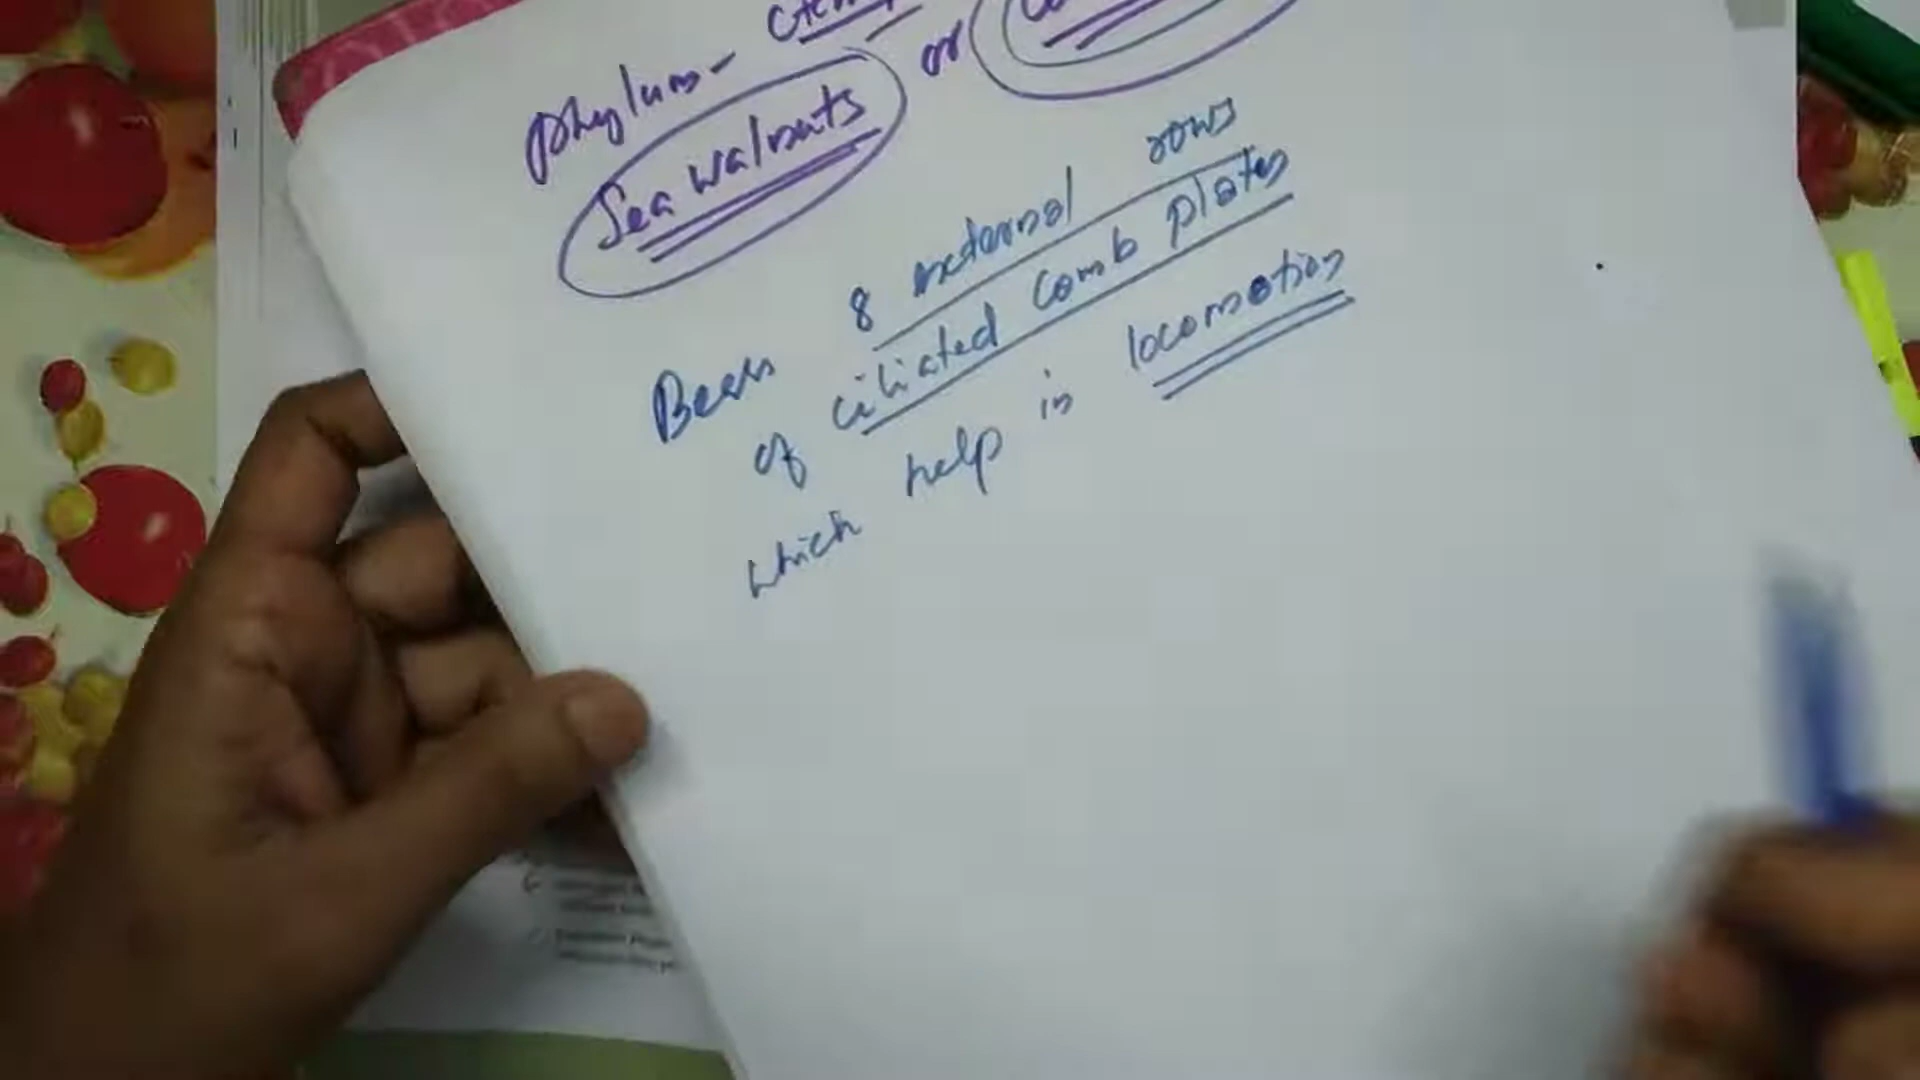 phylum-
Sea walnuts or
Bears 8 external rows
of ciliated comb plates
which help in locomotion